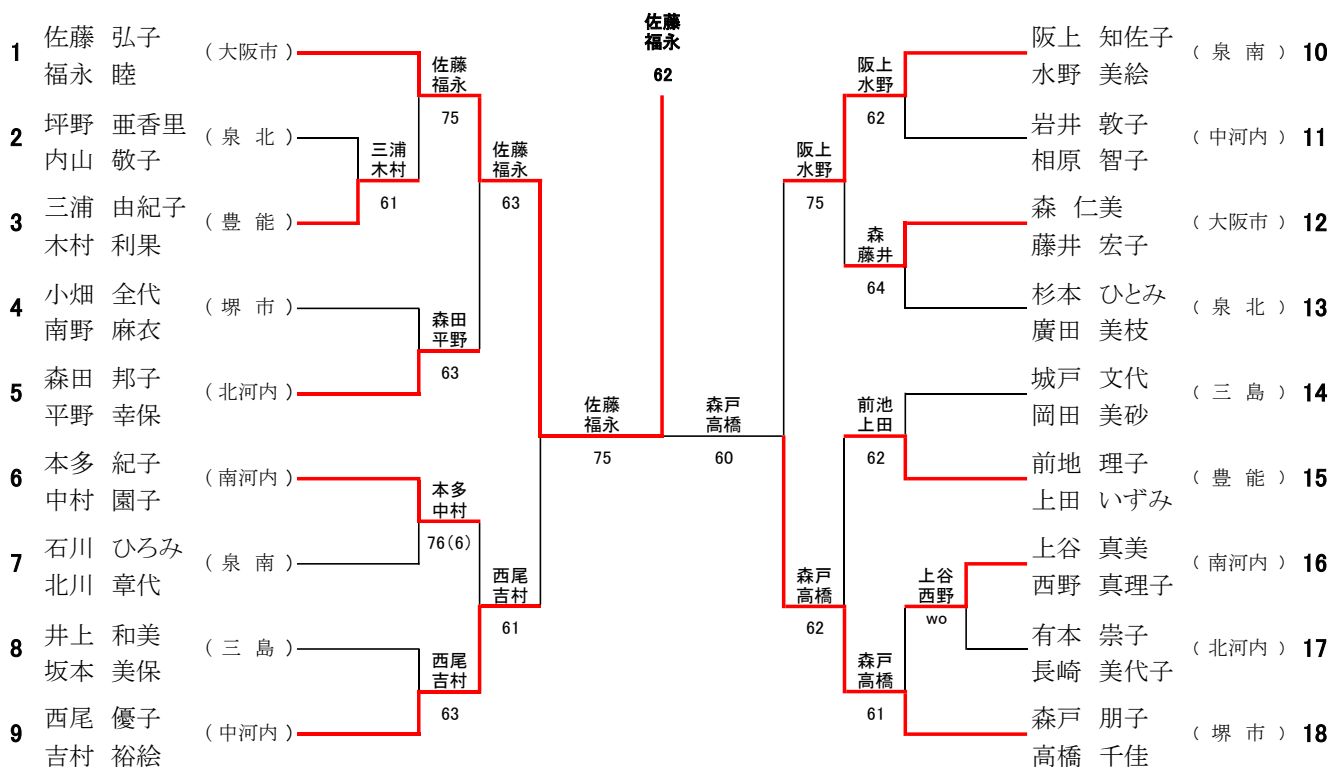 佐藤
福永
62
1 佐藤 弘子 (大阪市)
福永 睦
2 坪野 亜香里 (泉 北)
内山 敬子
3 三浦 由紀子 (豊 能)
木村 利果
4 小畑 全代 (堺 市)
南野 麻衣
5 森田 邦子 (北河内)
平野 幸保
6 本多 紀子 (南河内)
中村 園子
7 石川 ひろみ (泉 南)
北川 章代
8 井上 和美 (三 島)
坂本 美保
9 西尾 優子 (中河内)
吉村 裕絵
三浦
木村
61
佐藤
福永
75
森田
平野
63
本多
中村
76(6)
西尾
吉村
63
佐藤
福永
63
西尾
吉村
61
佐藤
福永
75
森戸
高橋
60
阪上
水野
75
森戸
高橋
62
阪上
水野
62
森
藤井
64
前池
上田
62
森戸
高橋
61
上谷
西野
wo
阪上 知佐子 (泉 南) 10
水野 美絵
岩井 敦子 (中河内) 11
相原 智子
森 仁美 (大阪市) 12
藤井 宏子
杉本 ひとみ (泉 北) 13
廣田 美枝
城戸 文代 (三 島) 14
岡田 美砂
前地 理子 (豊 能) 15
上田 いずみ
上谷 真美 (南河内) 16
西野 真理子
有本 崇子 (北河内) 17
長崎 美代子
森戸 朋子 (堺 市) 18
高橋 千佳